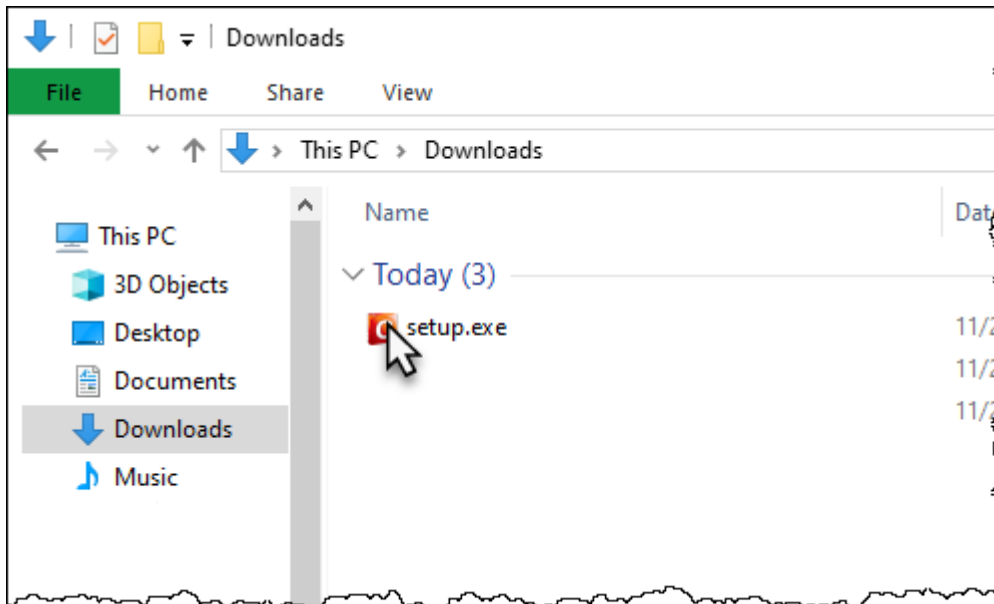 Downloads
File Home Share View
This PC > Downloads
Name
This PC
3D Objects
Desktop
Documents
Downloads
Music
Today (3)
setup.exe